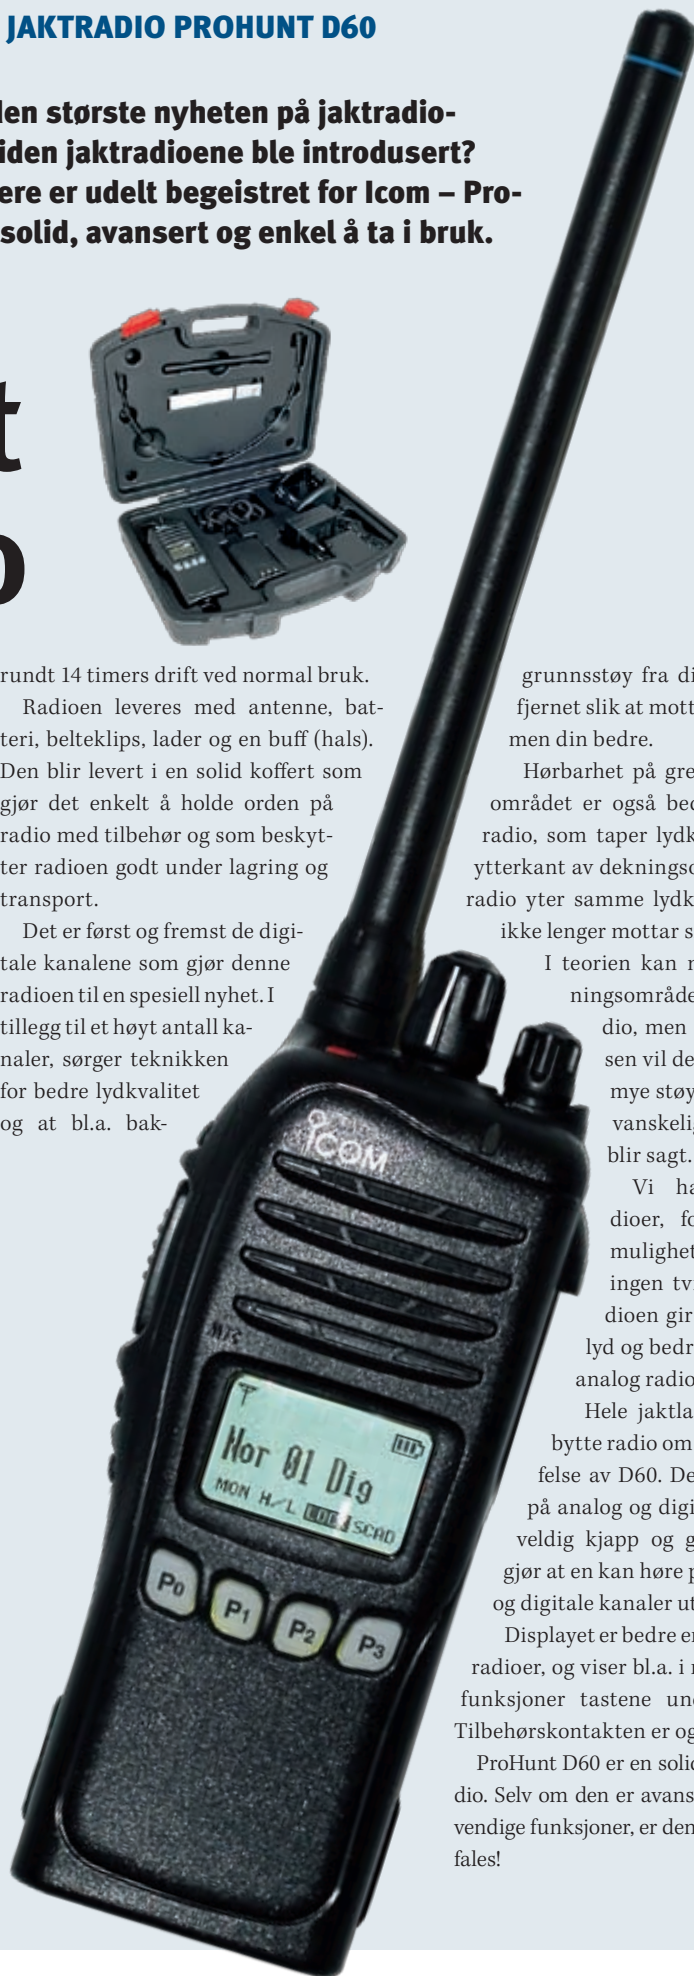 JAKTRADIO PROHUNT D60
den største nyheten på jaktradio-
iden jaktradioene ble introdusert?
ere er udelt begeistret for Icom – Pro-
solid, avansert og enkel å ta i bruk.
t
o
rundt 14 timers drift ved normal bruk.
Radioen leveres med antenne, bat-
teri, belteklips, lader og en buff (hals).
Den blir levert i en solid koffert som
gjør det enkelt å holde orden på
radio med tilbehør og som beskyt-
ter radioen godt under lagring og
transport.
Det er først og fremst de digi-
tale kanalene som gjør denne
radioen til en spesiell nyhet. I
tillegg til et høyt antall ka-
naler, sørger teknikken
for bedre lydkvalitet
og at bl.a. bak-
grunnsstøy fra di
fjernet slik at mott
men din bedre.
Hørbarhet på gre
området er også bed
radio, som taper lydk
ytterkant av dekningso
radio yter samme lydk
ikke lenger mottar s
I teorien kan m
ningsområde
dio, men
sen vil de
mye støy
vanskelig
blir sagt.
Vi ha
dioer, fo
mulighet
ingen tv
dioen gir
lyd og bedr
analog radio
Hele jaktla
bytte radio om
felse av D60. De
på analog og digi
veldig kjapp og g
gjør at en kan høre p
og digitale kanaler ut
Displayet er bedre er
radioer, og viser bl.a. i
funksjoner tastene und
Tilbehørskontakten er og
ProHunt D60 er en solid
dio. Selv om den er avans
vendige funksjoner, er den
fales!
ICOM
MIC
Nor 01 Dig
MON H/L SCAD
P0 P1 P2 P3